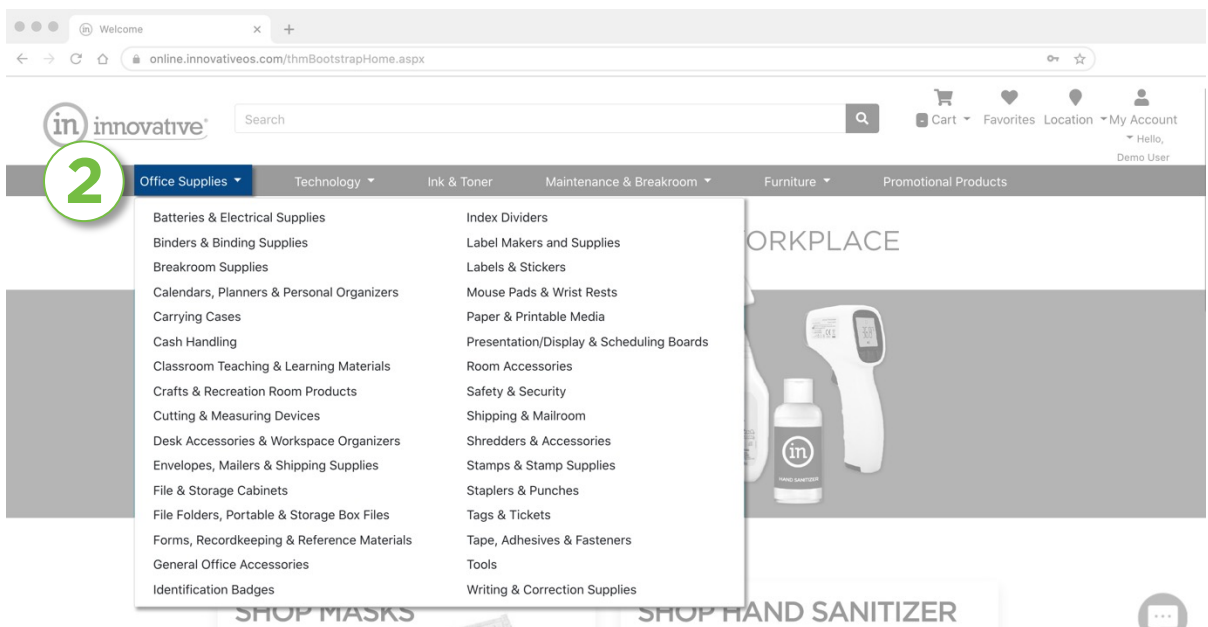 in Welcome × +
online.innovativeos.com/thmBootstrapHome.aspx
in innovative
Search
Cart Favorites Location My Account
Hello,
Demo User
2
Office Supplies Technology Ink & Toner Maintenance & Breakroom Furniture Promotional Products
Batteries & Electrical Supplies
Binders & Binding Supplies
Breakroom Supplies
Calendars, Planners & Personal Organizers
Carrying Cases
Cash Handling
Classroom Teaching & Learning Materials
Crafts & Recreation Room Products
Cutting & Measuring Devices
Desk Accessories & Workspace Organizers
Envelopes, Mailers & Shipping Supplies
File & Storage Cabinets
File Folders, Portable & Storage Box Files
Forms, Recordkeeping & Reference Materials
General Office Accessories
Identification Badges
Index Dividers
Label Makers and Supplies
Labels & Stickers
Mouse Pads & Wrist Rests
Paper & Printable Media
Presentation/Display & Scheduling Boards
Room Accessories
Safety & Security
Shipping & Mailroom
Shredders & Accessories
Stamps & Stamp Supplies
Staplers & Punches
Tags & Tickets
Tape, Adhesives & Fasteners
Tools
Writing & Correction Supplies
ORKPLACE
in
HAND SANITIZER
SHOP MASKS
SHOP HAND SANITIZER